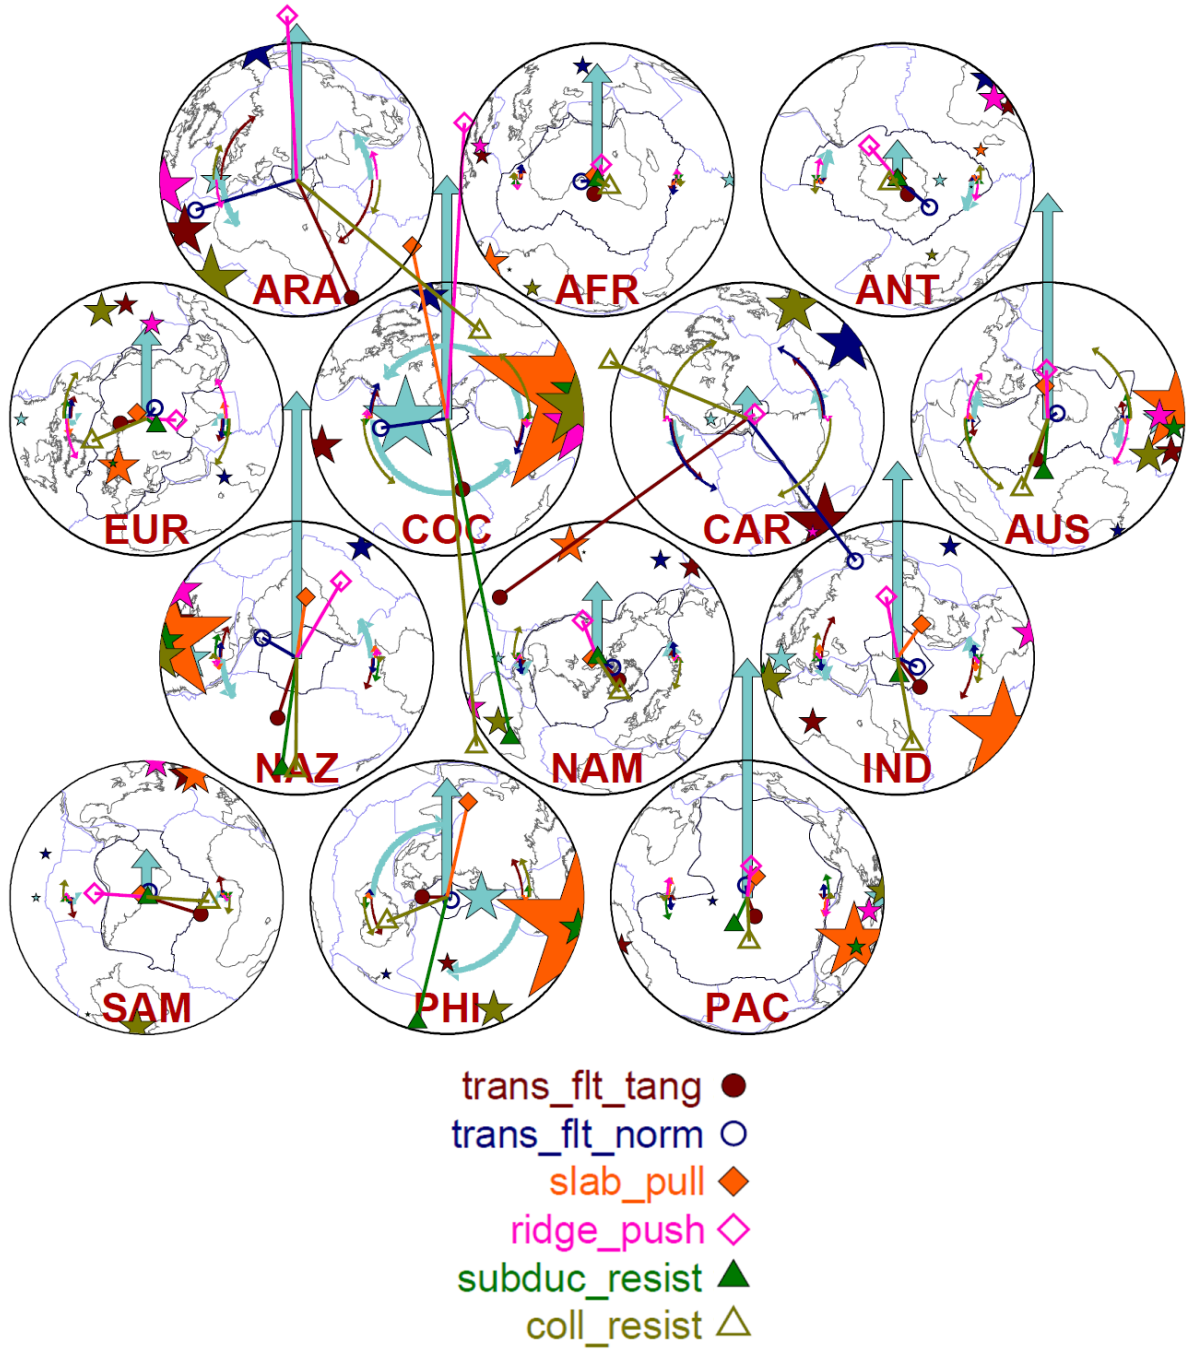 ARA
AFR
ANT
EUR
COC
CAR
AUS
NAZ
NAM
IND
SAM
PHI
PAC
trans_flt_tang
trans_flt_norm
slab_pull
ridge_push
subduc_resist
coll_resist